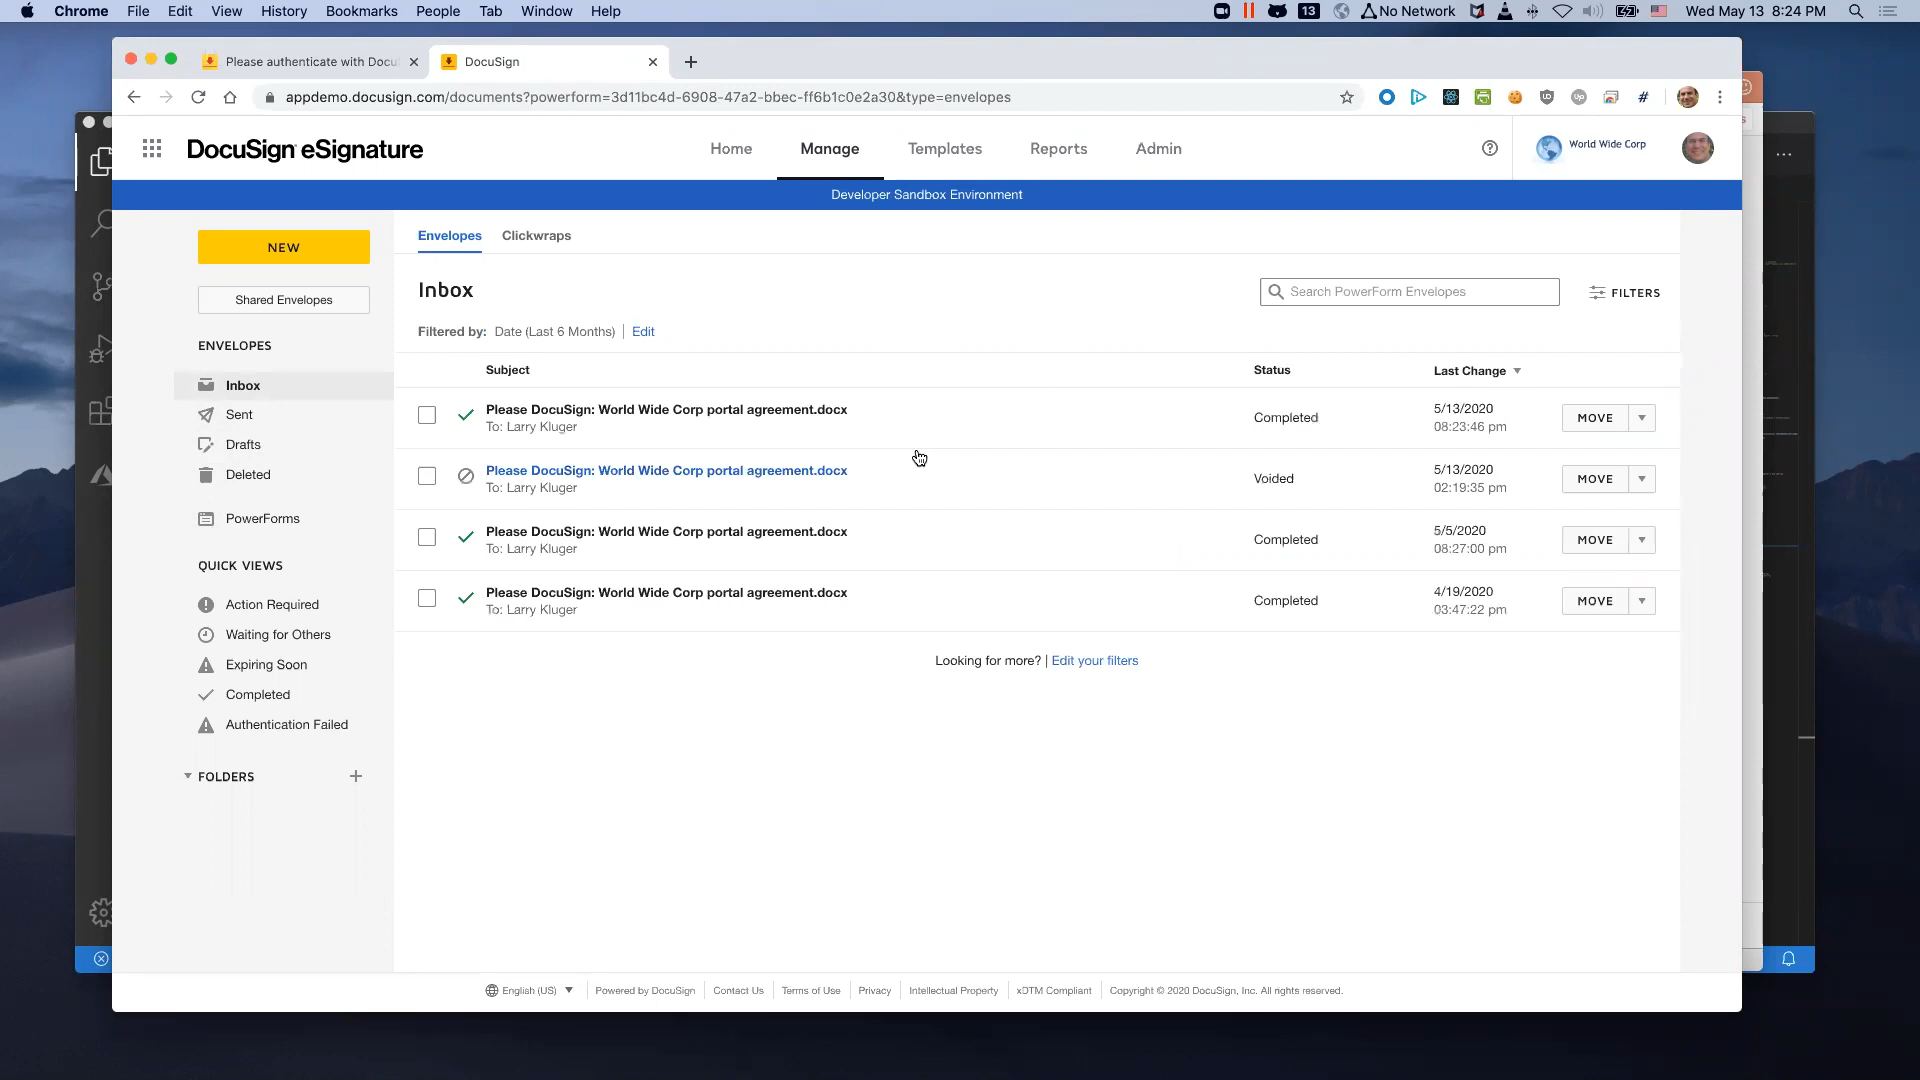 Chrome File Edit View History Bookmarks People Tab Window Help 13 No Network Wed May 13 8:24 PM
Please authenticate with Docu DocuSign
appdemo.docusign.com/documents?powerform=3d11bc4d-6908-47a2-bbec-ff6b1c0e2a30&type=envelopes
DocuSign eSignature Home Manage Templates Reports Admin World Wide Corp
Developer Sandbox Environment
NEW
Shared Envelopes
ENVELOPES
Inbox
Sent
Drafts
Deleted
PowerForms
QUICK VIEWS
Action Required
Waiting for Others
Expiring Soon
Completed
Authentication Failed
FOLDERS
Envelopes Clickwraps
Inbox Search PowerForm Envelopes FILTERS
Filtered by: Date (Last 6 Months) | Edit
Subject Status Last Change
Please DocuSign: World Wide Corp portal agreement.docx
To: Larry Kluger
Completed
5/13/2020
08:23:46 pm
MOVE
Please DocuSign: World Wide Corp portal agreement.docx
To: Larry Kluger
Voided
5/13/2020
02:19:35 pm
MOVE
Please DocuSign: World Wide Corp portal agreement.docx
To: Larry Kluger
Completed
5/5/2020
08:27:00 pm
MOVE
Please DocuSign: World Wide Corp portal agreement.docx
To: Larry Kluger
Completed
4/19/2020
03:47:22 pm
MOVE
Looking for more? | Edit your filters
English (US) Powered by DocuSign Contact Us Terms of Use Privacy Intellectual Property xDTM Compliant Copyright © 2020 DocuSign, Inc. All rights reserved.